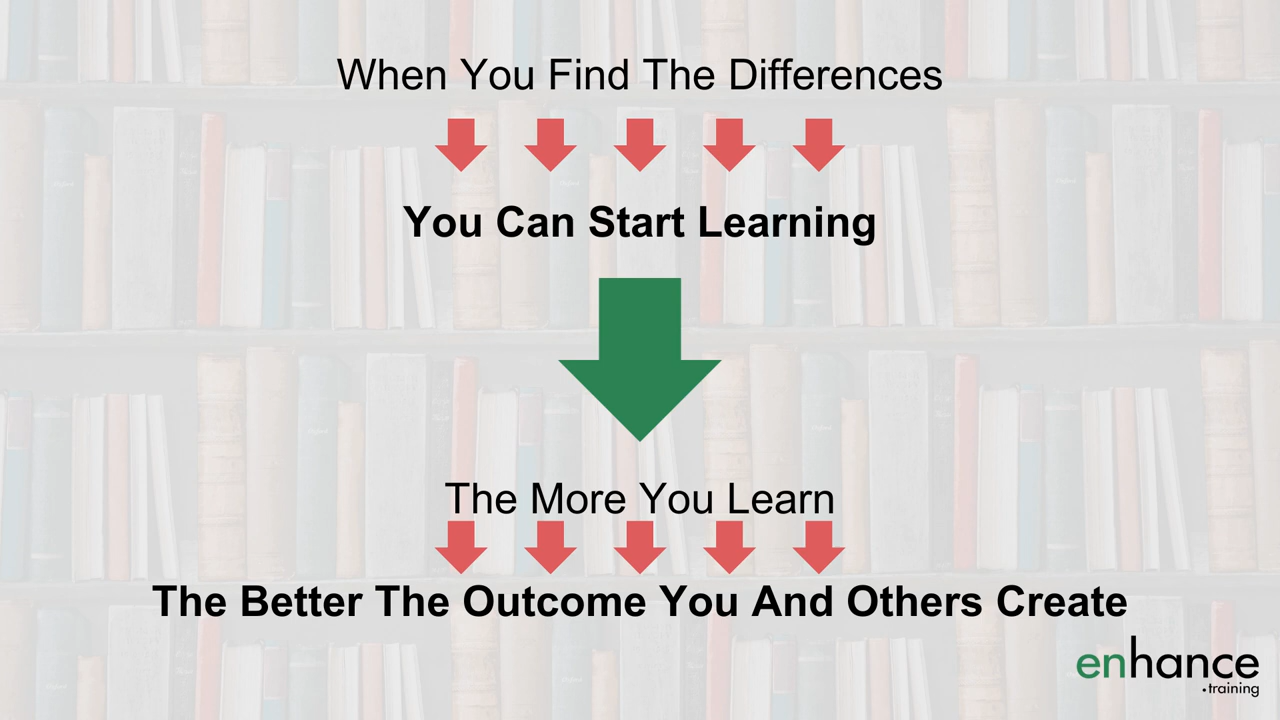 When You Find The Differences
You Can Start Learning
The More You Learn
The Better The Outcome You And Others Create
enhance
.training